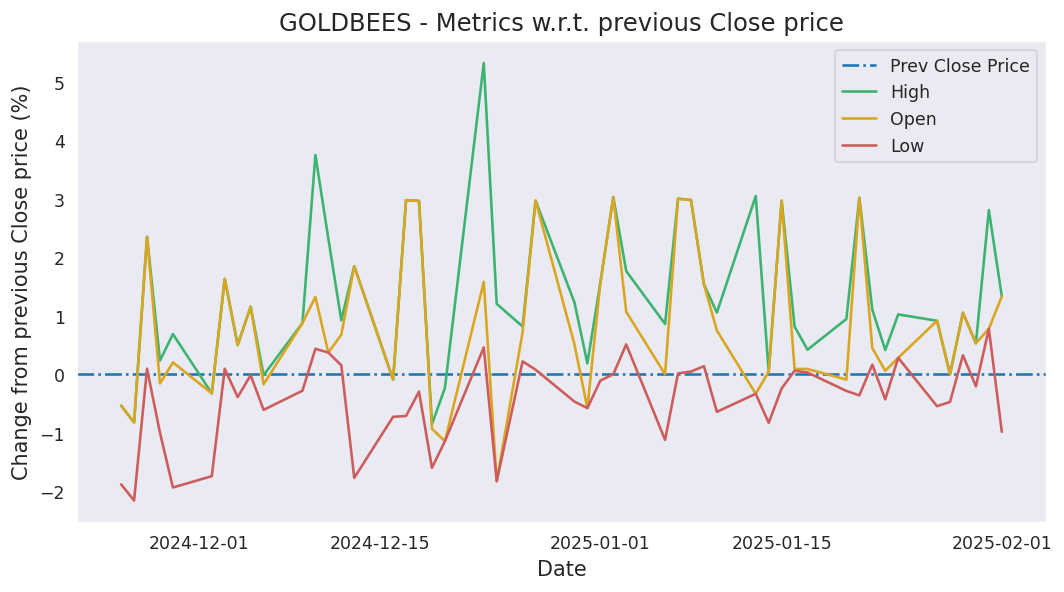 GOLDBEES - Metrics w.r.t. previous Close price
Change from previous Close price (%)
5
4
3
2
1
0
−1
−2
Prev Close Price
High
Open
Low
2024-12-01
2024-12-15
2025-01-01
2025-01-15
2025-02-01
Date